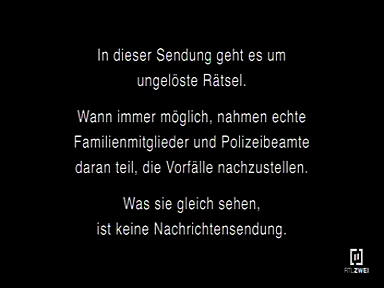 In dieser Sendung geht es um
ungelöste Rätsel.
Wann immer möglich, nahmen echte
Familienmitglieder und Polizeibeamte
daran teil, die Vorfälle nachzustellen.
Was sie gleich sehen,
ist keine Nachrichtensendung.
RTLZWEI